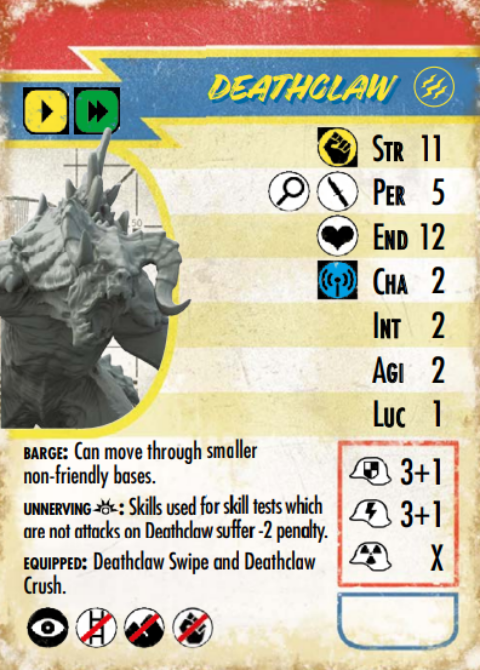 DEATHCLAW
STR 11
PER 5
END 12
CHA 2
INT 2
AGI 2
LUC 1
BARGE: Can move through smaller
non-friendly bases.
UNNERVING: Skills used for skill tests which
are not attacks on Deathclaw suffer -2 penalty.
EQUIPPED: Deathclaw Swipe and Deathclaw
Crush.
3+1
3+1
X